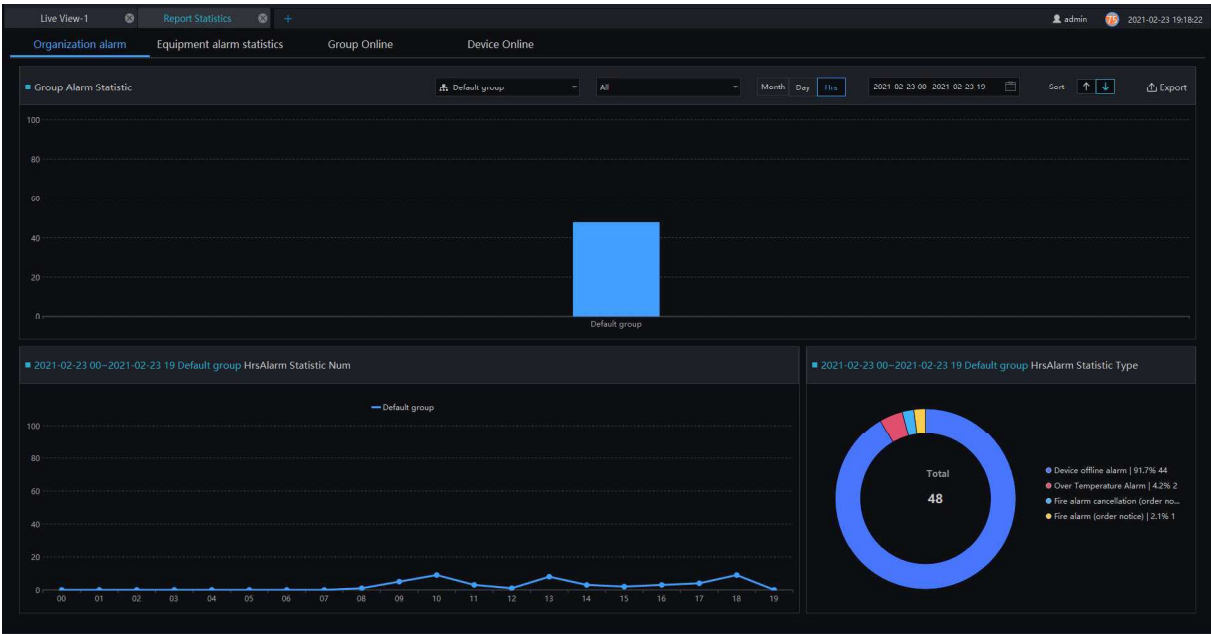 Live View-1 Report Statistics + admin 75 2021-02-23 19:18:22
Organization alarm Equipment alarm statistics Group Online Device Online
Group Alarm Statistic Default group All Month Day Hrs 2021-02-23 00 2021-02-23 19 Sort Export
100
80
60
40
20
0
Default group
2021-02-23 00~2021-02-23 19 Default group HrsAlarm Statistic Num
Default group
100
80
60
40
20
0
00 01 02 03 04 05 06 07 08 09 10 11 12 13 14 15 16 17 18 19
2021-02-23 00~2021-02-23 19 Default group HrsAlarm Statistic Type
Total
48
Device offline alarm | 91.7% 44
Over Temperature Alarm | 4.2% 2
Fire alarm cancellation (order no...
Fire alarm (order notice) | 2.1% 1